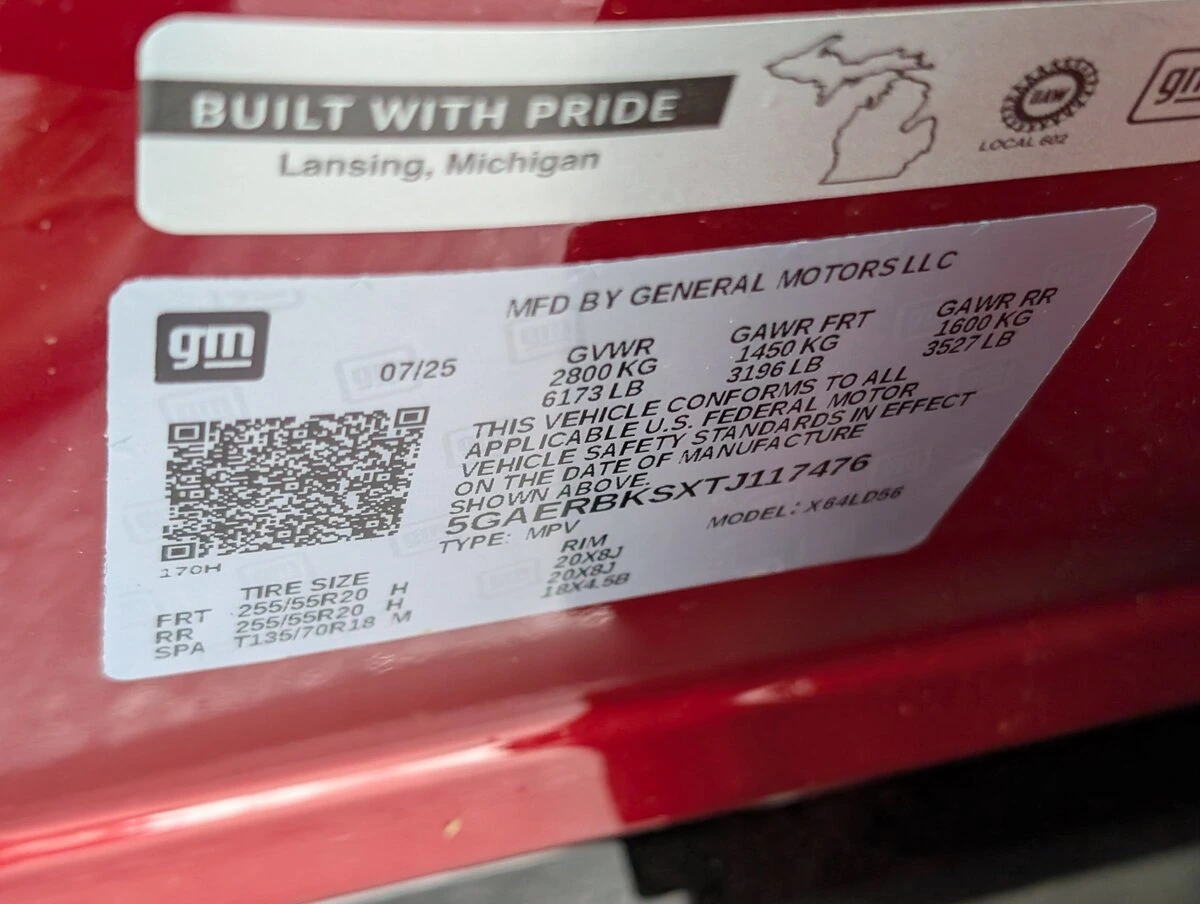 BUILT WITH PRIDE
Lansing, Michigan
UAW
LOCAL 602
gm
MFD BY GENERAL MOTORS LLC
gm
07/25
GVWR
2800 KG
6173 LB
GAWR FRT
1450 KG
3196 LB
GAWR RR
1600 KG
3527 LB
THIS VEHICLE CONFORMS TO ALL
APPLICABLE U.S. FEDERAL MOTOR
VEHICLE SAFETY STANDARDS IN EFFECT
ON THE DATE OF MANUFACTURE
SHOWN ABOVE.
5GAERBKSXTJ117476
TYPE: MPV
MODEL: X64LD56
170H
TIRE SIZE RIM
FRT 255/55R20 H 20X8J
RR 255/55R20 H 20X8J
SPA T135/70R18 M 18X4.5B